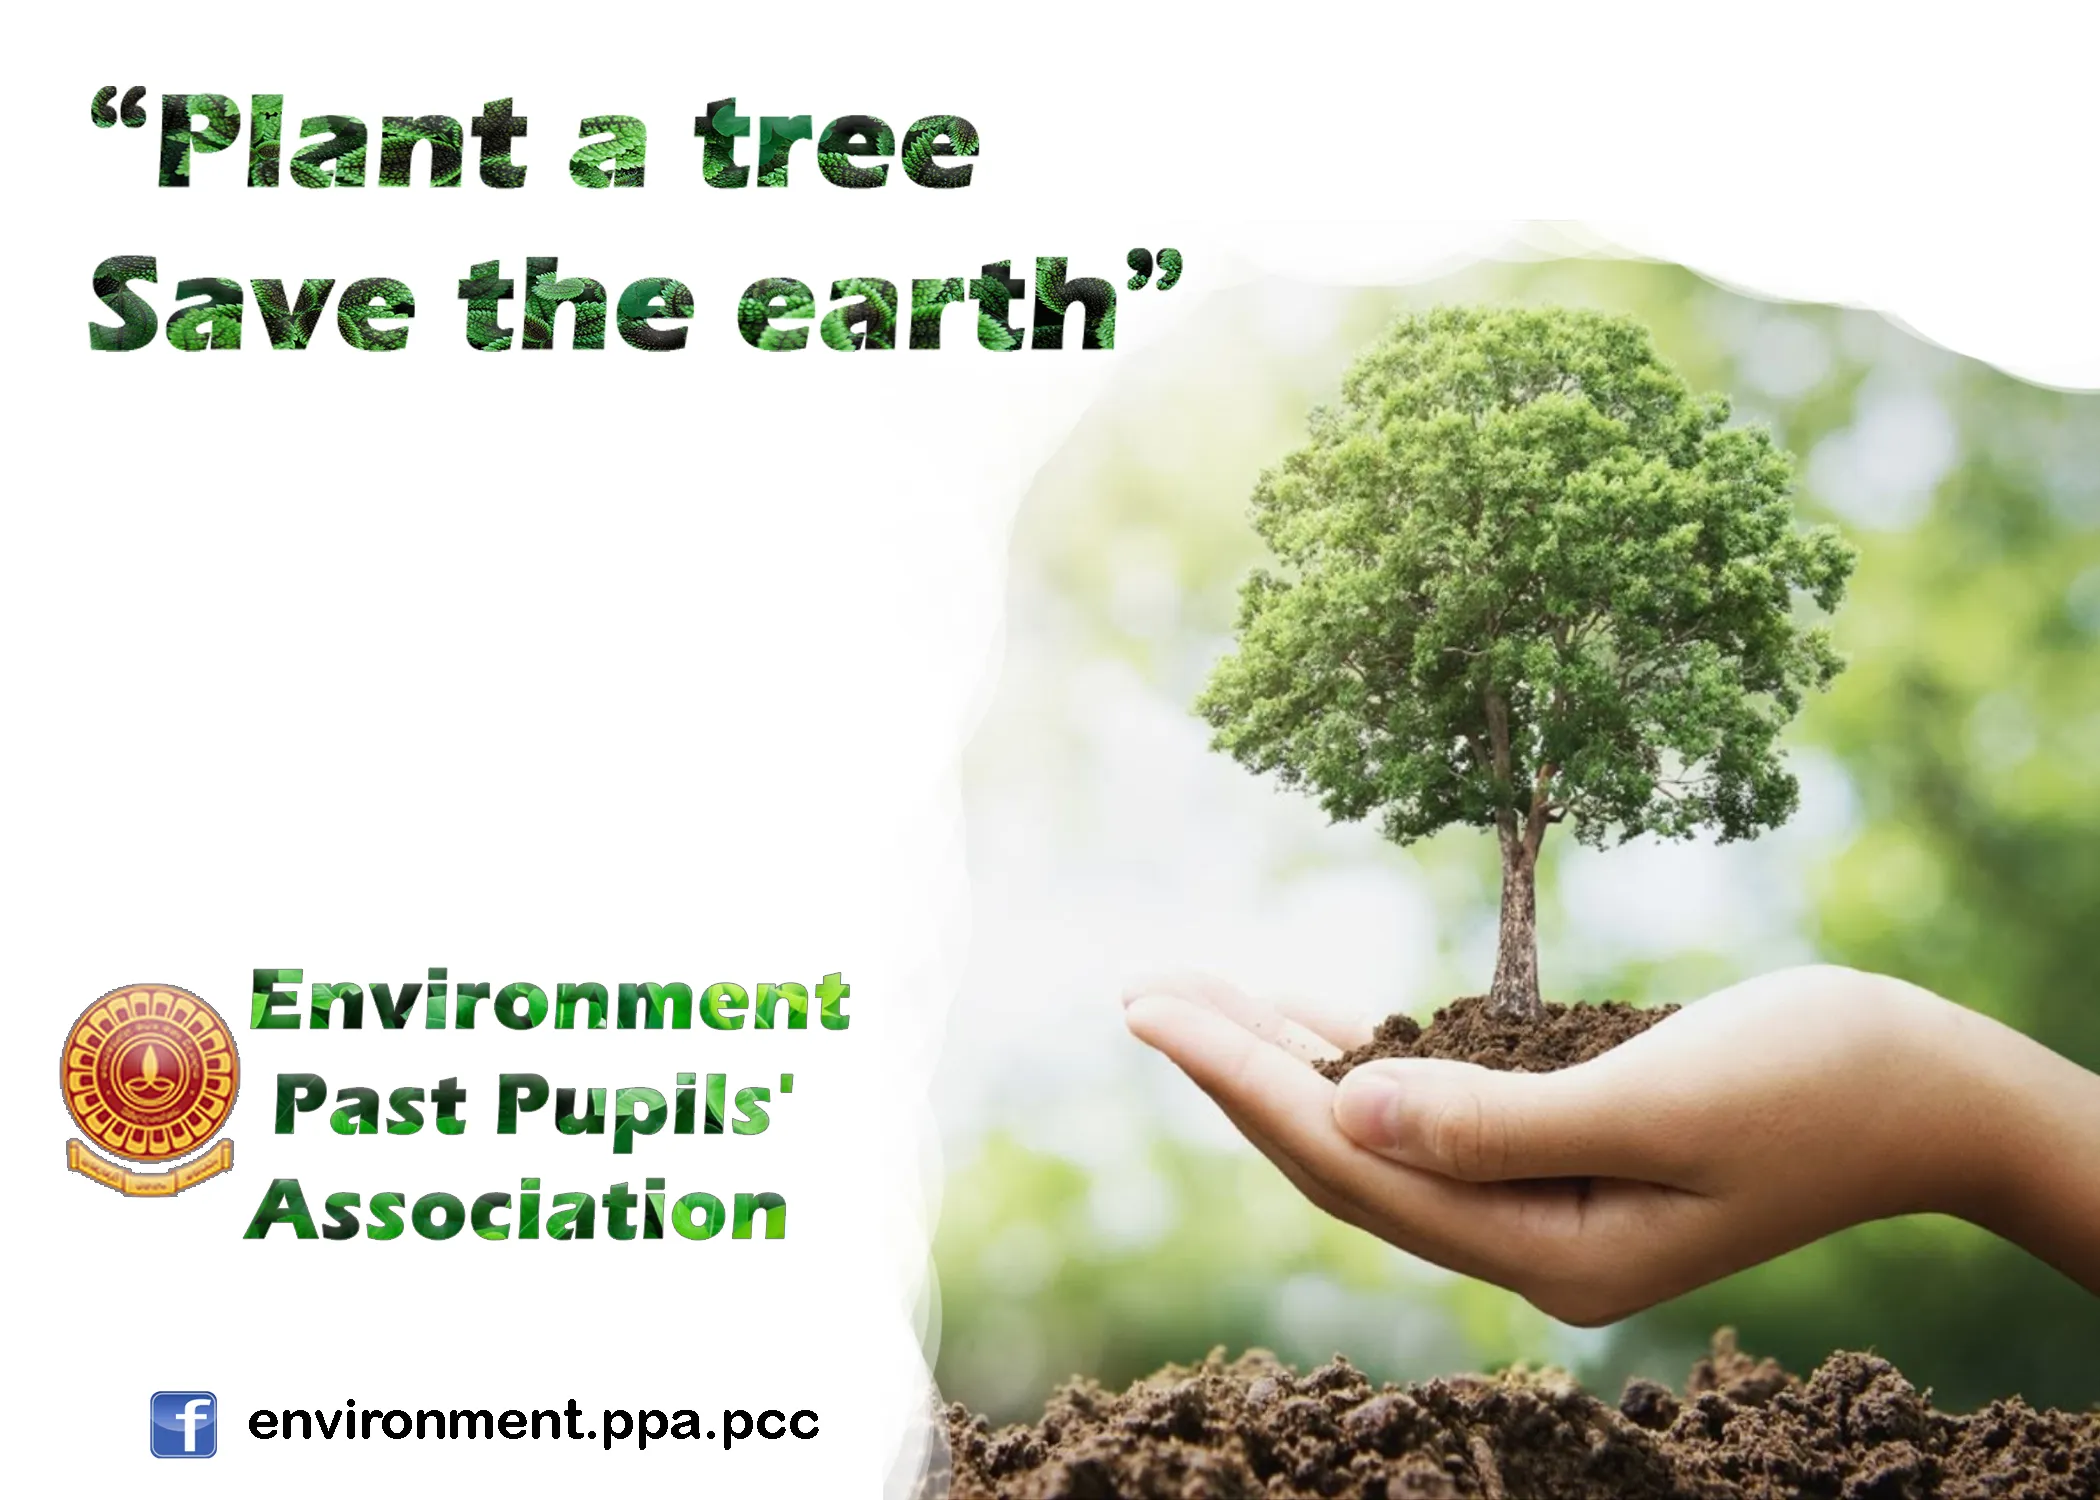 “Plant a tree
Save the earth”
Environment
Past Pupils'
Association
environment.ppa.pcc